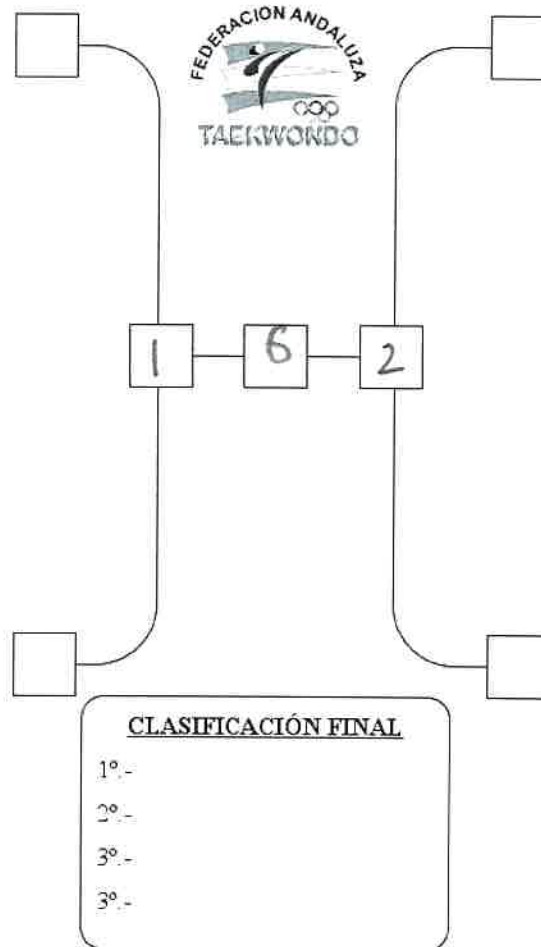 FEDERACION ANDALUZA
TAEKWONDO
1
6
2
CLASIFICACIÓN FINAL
1º.-
2º.-
3º.-
3º.-